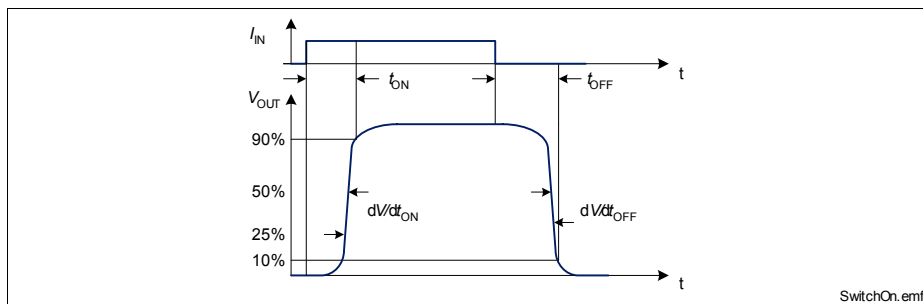 I_IN
t
t_ON
t_OFF
V_OUT
90%
50%
dV/dt_ON
dV/dt_OFF
25%
10%
t
SwitchOn.emf